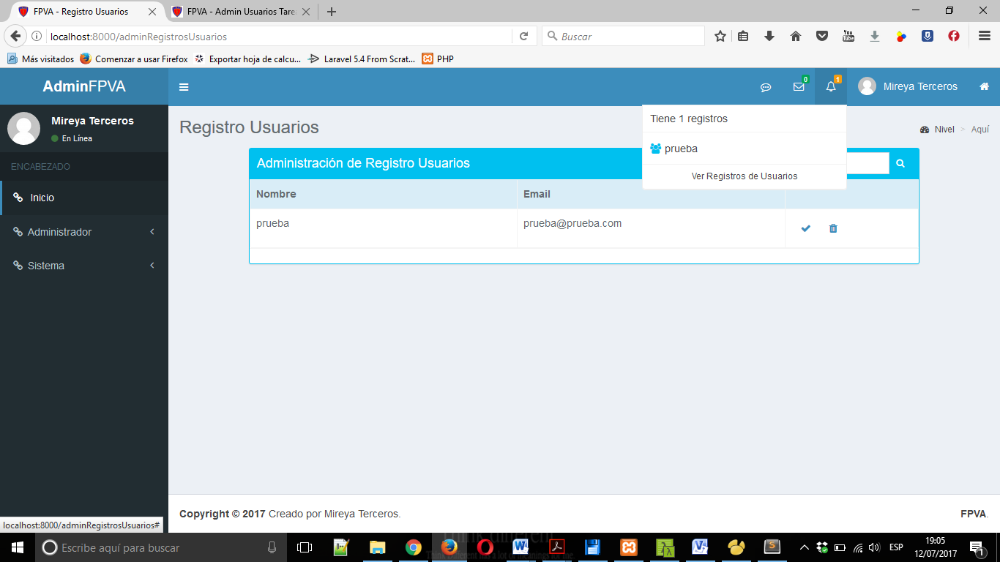 FPVA - Registro Usuarios
FPVA - Admin Usuarios Tare
localhost:8000/adminRegistrosUsuarios
Buscar
You
Tube
Más visitados
Comenzar a usar Firefox
Exportar hoja de calcu...
Laravel 5.4 From Scrat...
PHP
AdminFPVA
0
1
Mireya Terceros
Mireya Terceros
En Línea
ENCABEZADO
Inicio
Administrador
Sistema
Registro Usuarios
Nivel > Aquí
Tiene 1 registros
prueba
Ver Registros de Usuarios
Administración de Registro Usuarios
Nombre
Email
prueba
prueba@prueba.com
Copyright © 2017 Creado por Mireya Terceros.
FPVA.
localhost:8000/adminRegistrosUsuarios#
Escribe aquí para buscar
ESP
19:05
12/07/2017
1